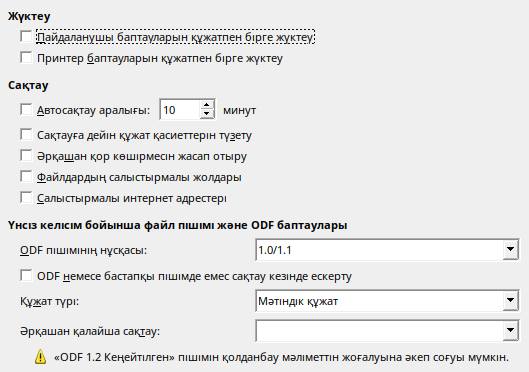 Жүктеу
Пайдаланушы баптауларын құжатпен бірге жүктеу
Принтер баптауларын құжатпен бірге жүктеу
Сақтау
Автосақтау аралығы: 10 минут
Сақтауға дейін құжат қасиеттерін түзету
Әрқашан қор көшірмесін жасап отыру
Файлдардың салыстырмалы жолдары
Салыстырмалы интернет адрестері
Үнсіз келісім бойынша файл пішімі және ODF баптаулары
ODF пішімінің нұсқасы: 1.0/1.1
ODF немесе бастапқы пішімде емес сақтау кезінде ескерту
Құжат түрі: Мәтіндік құжат
Әрқашан қалайша сақтау:
«ODF 1.2 Кеңейтілген» пішімін қолданбау мәліметтің жоғалуына әкеп соғуы мүмкін.